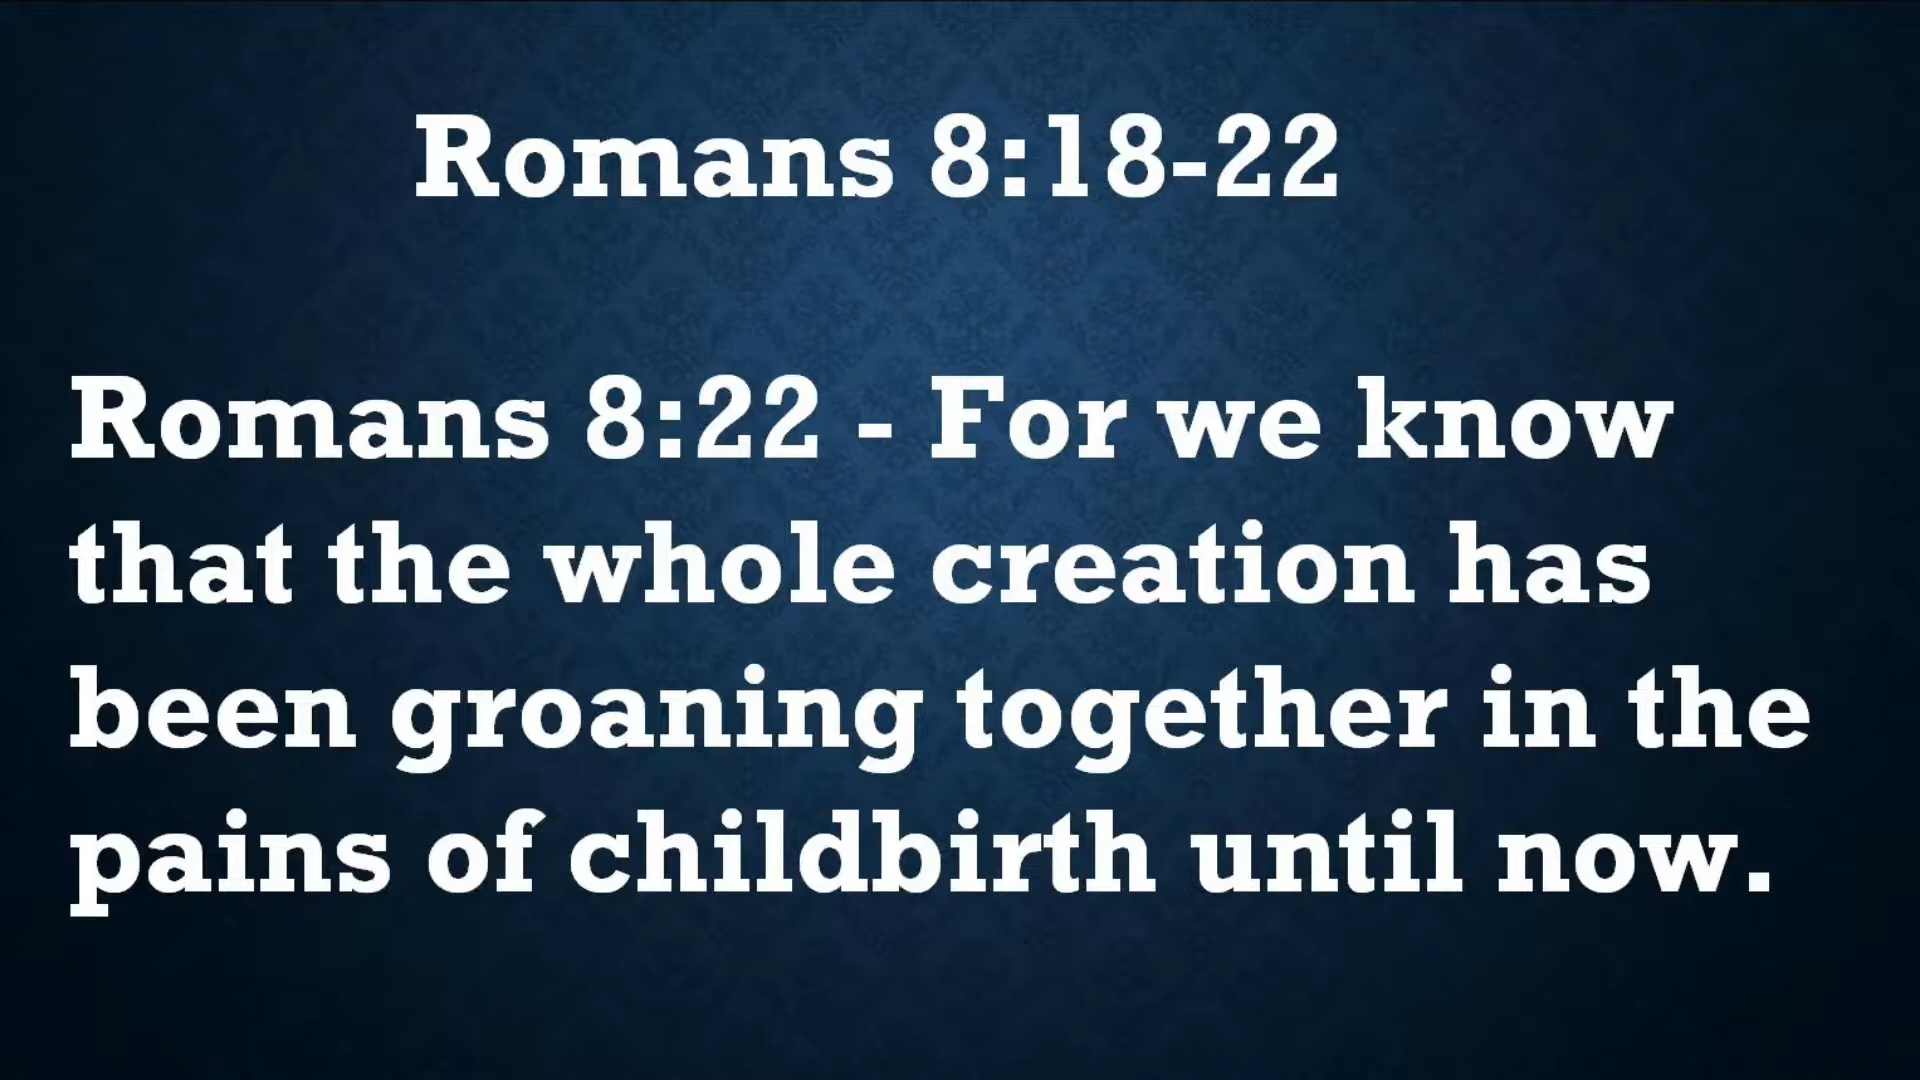 Romans 8:18-22
Romans 8:22 - For we know
that the whole creation has
been groaning together in the
pains of childbirth until now.